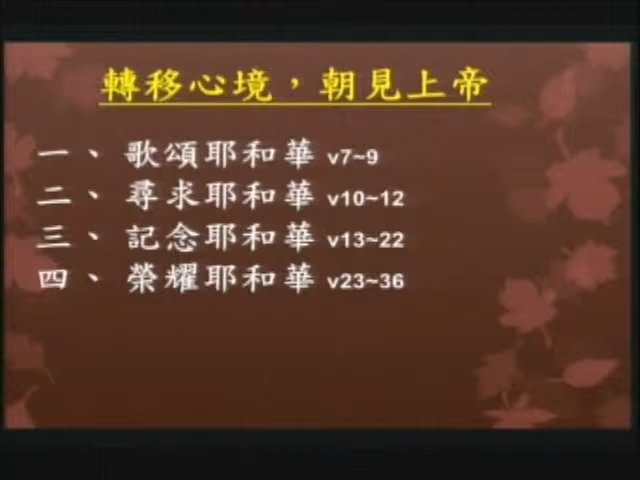 轉移心境，朝見上帝
一、 歌頌耶和華 v7~9
二、 尋求耶和華 v10~12
三、 記念耶和華 v13~22
四、 榮耀耶和華 v23~36